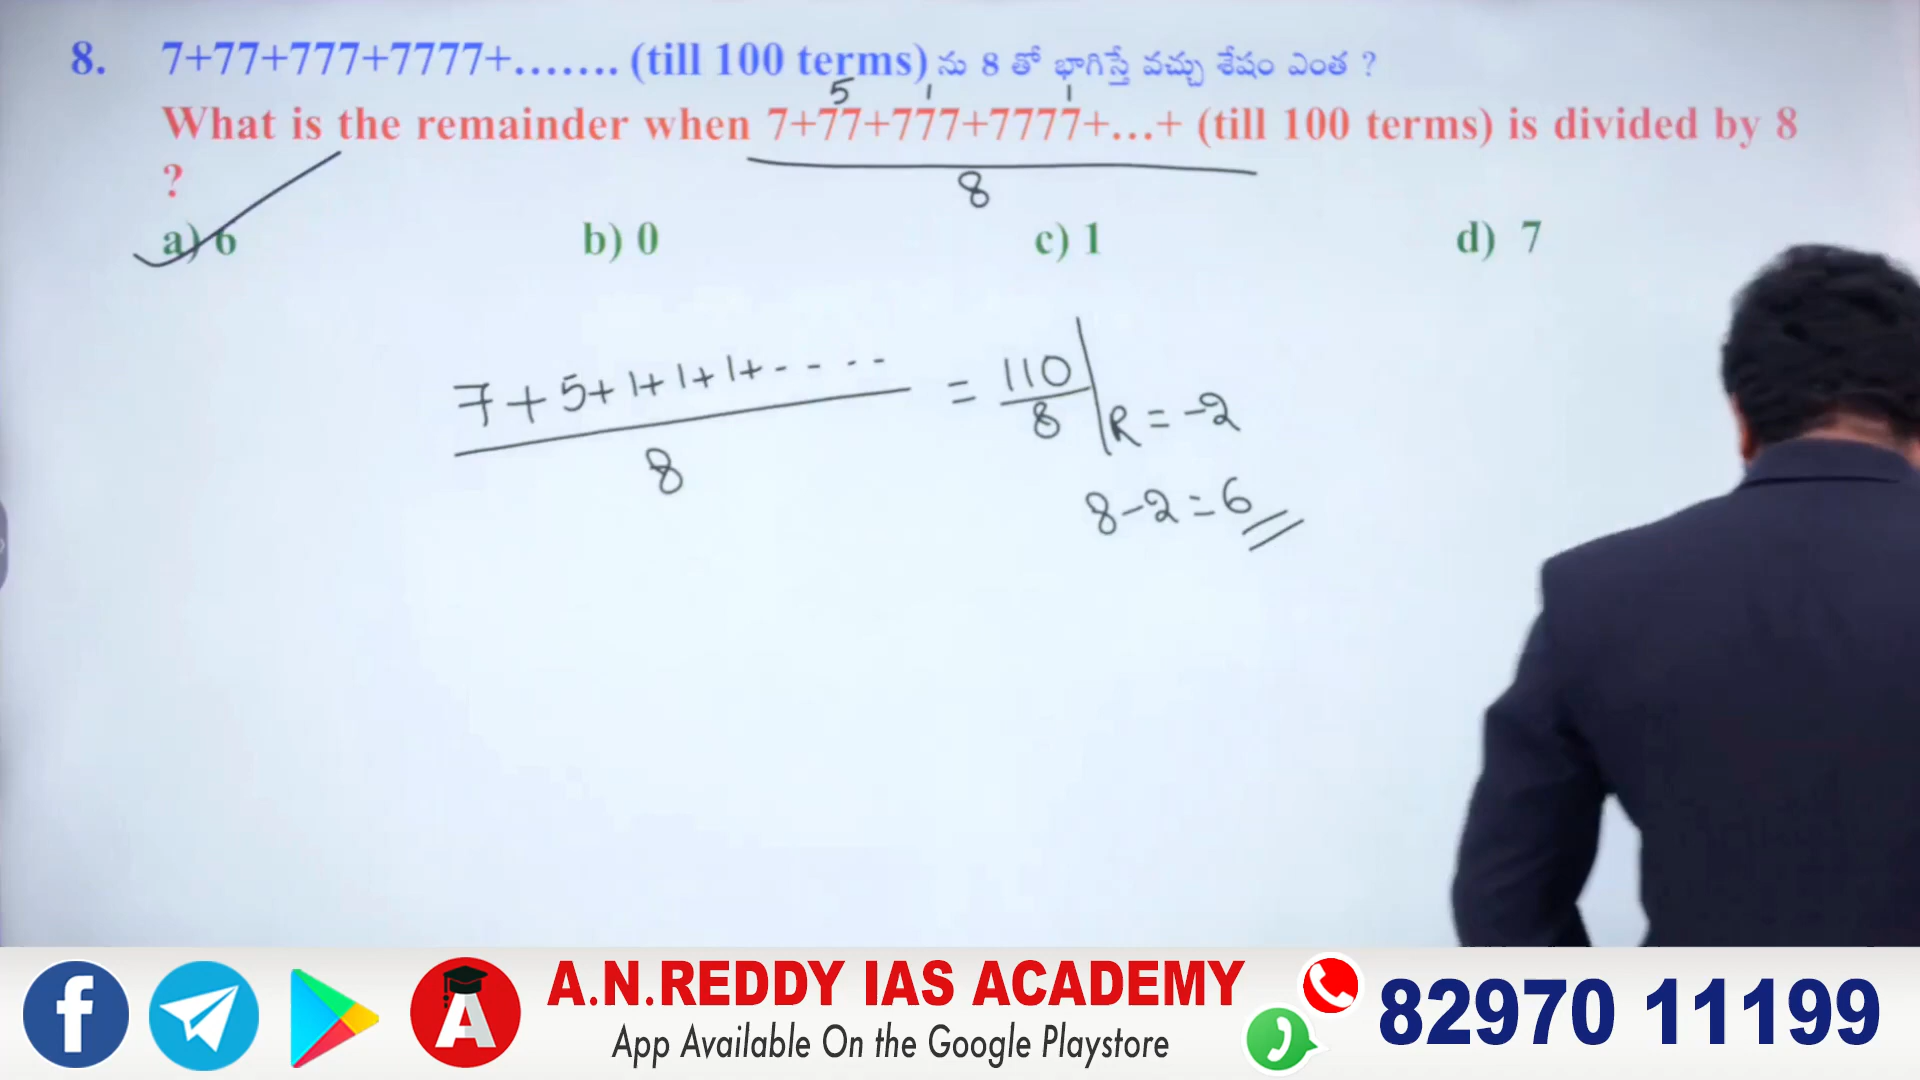 8. 7+77+777+7777+....... (till 100 terms) ను 8 తో భాగిస్తే వచ్చు శేషం ఎంత ?
5 1 1
What is the remainder when 7+77+777+7777+...+ (till 100 terms) is divided by 8
?
8
a) 6 b) 0 c) 1 d) 7
7+5+1+1+1+----
8
= 110
8
R = -2
8-2=6
A.N.REDDY IAS ACADEMY
App Available On the Google Playstore
82970 11199
f
A